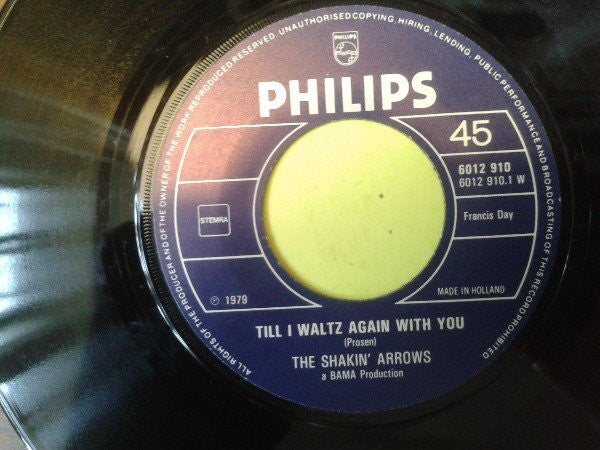 ALL RIGHTS OF THE PRODUCER AND OF THE OWNER OF THE WORK REPRODUCED RESERVED. UNAUTHORISED COPYING, HIRING, LENDING, PUBLIC PERFORMANCE AND BROADCASTING OF THIS RECORD PROHIBITED
PHILIPS
PHILIPS
45
6012 910
6012 910.1 W
STEMRA
Francis Day
℗ 1979
MADE IN HOLLAND
TILL I WALTZ AGAIN WITH YOU
(Prosen)
THE SHAKIN' ARROWS
a BAMA Production